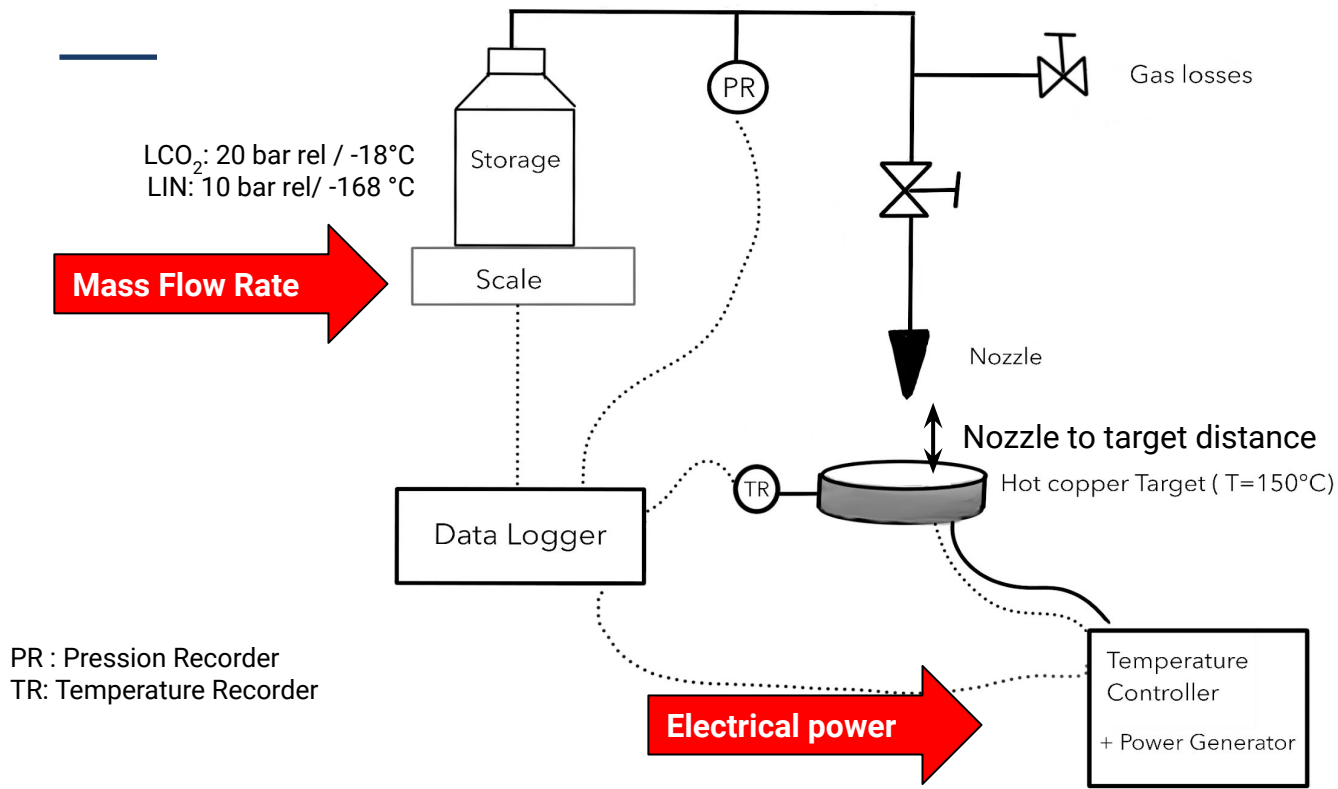 PR
Gas losses
LCO₂: 20 bar rel / -18°C
LIN: 10 bar rel/ -168 °C
Storage
Mass Flow Rate
Scale
Nozzle
Nozzle to target distance
Hot copper Target ( T=150°C)
TR
Data Logger
PR : Pression Recorder
TR: Temperature Recorder
Electrical power
Temperature
Controller
+ Power Generator